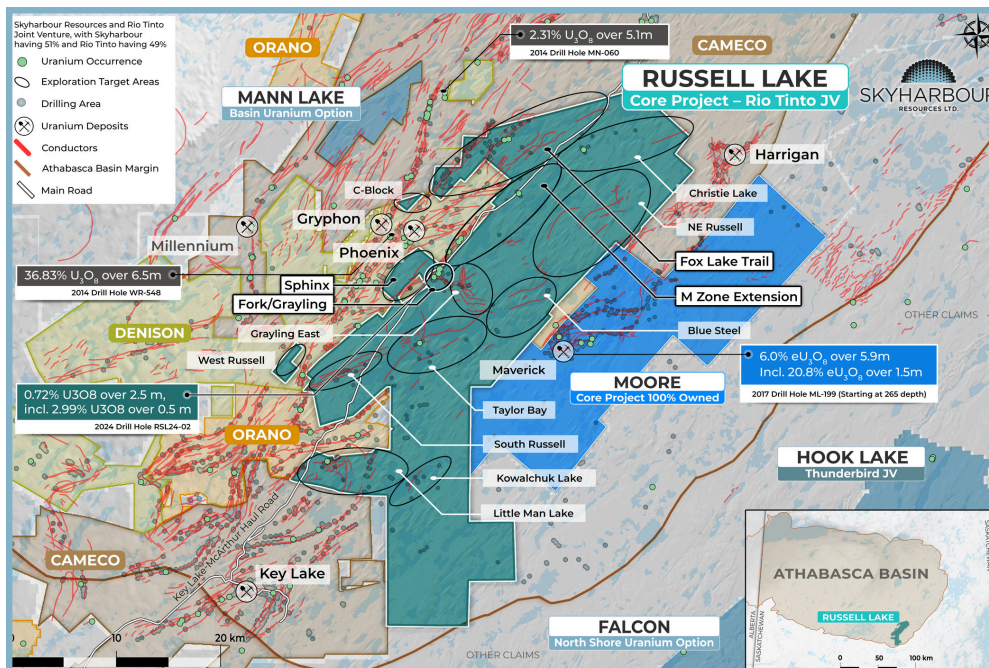 Skyharbour Resources and Rio Tinto
Joint Venture, with Skyharbour
having 51% and Rio Tinto having 49%
Uranium Occurrence
Exploration Target Areas
Drilling Area
Uranium Deposits
Conductors
Athabasca Basin Margin
Main Road
ORANO
MANN LAKE
Basin Uranium Option
2.31% U3O8 over 5.1m
2014 Drill Hole MN-060
CAMECO
RUSSELL LAKE
Core Project – Rio Tinto JV
SKYHARBOUR
RESOURCES LTD.
Harrigan
C-Block
Christie Lake
Gryphon
Millennium
Phoenix
NE Russell
36.83% U3O8 over 6.5m
2014 Drill Hole WR-548
Sphinx
Fork/Grayling
Fox Lake Trail
M Zone Extension
OTHER CLAIMS
DENISON
Grayling East
Blue Steel
West Russell
Maverick
6.0% eU3O8 over 5.9m
Incl. 20.8% eU3O8 over 1.5m
2017 Drill Hole ML-199 (Starting at 265 depth)
MOORE
Core Project 100% Owned
0.72% U3O8 over 2.5 m,
incl. 2.99% U3O8 over 0.5 m
2024 Drill Hole RSL24-02
Taylor Bay
ORANO
South Russell
HOOK LAKE
Thunderbird JV
Kowalchuk Lake
Little Man Lake
Key Lake-McArthur Haul Road
CAMECO
Key Lake
ATHABASCA BASIN
RUSSELL LAKE
ALBERTA
SASKATCHEWAN
0 50 100 km
FALCON
North Shore Uranium Option
0 10 20 km
OTHER CLAIMS